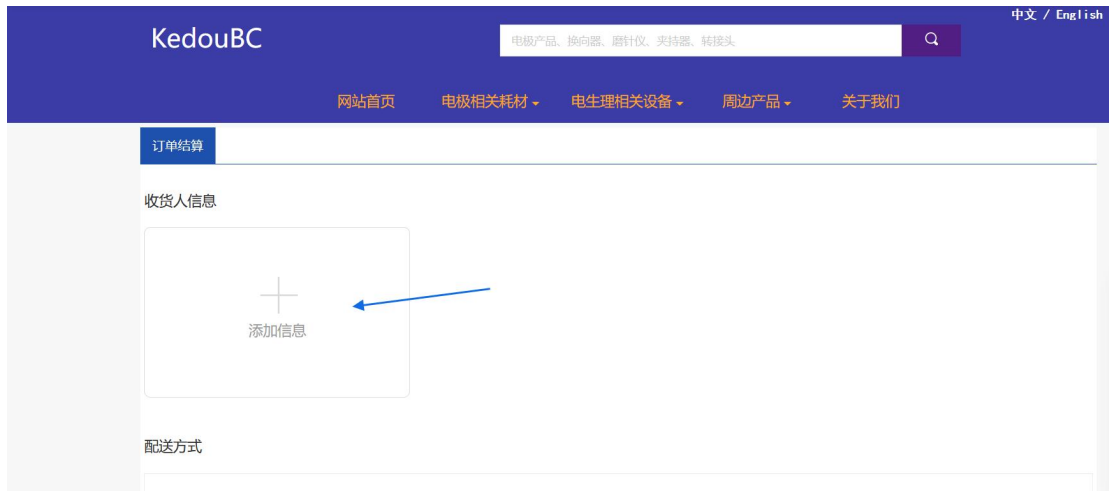 中文 / English
KedouBC
电极产品、换向器、磨针仪、夹持器、转接头
网站首页 电极相关耗材 电生理相关设备 周边产品 关于我们
订单结算
收货人信息
添加信息
配送方式